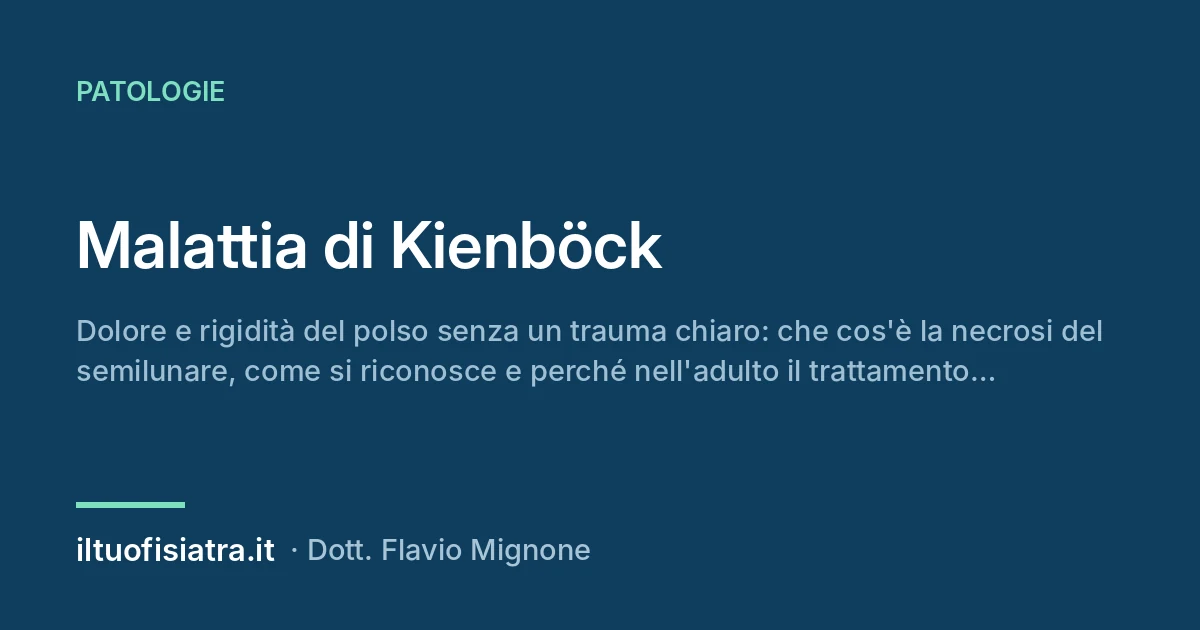 PATOLOGIE
Malattia di Kienböck
Dolore e rigidità del polso senza un trauma chiaro: che cos'è la necrosi del
semilunare, come si riconosce e perché nell'adulto il trattamento...
iltuofisiatra.it · Dott. Flavio Mignone